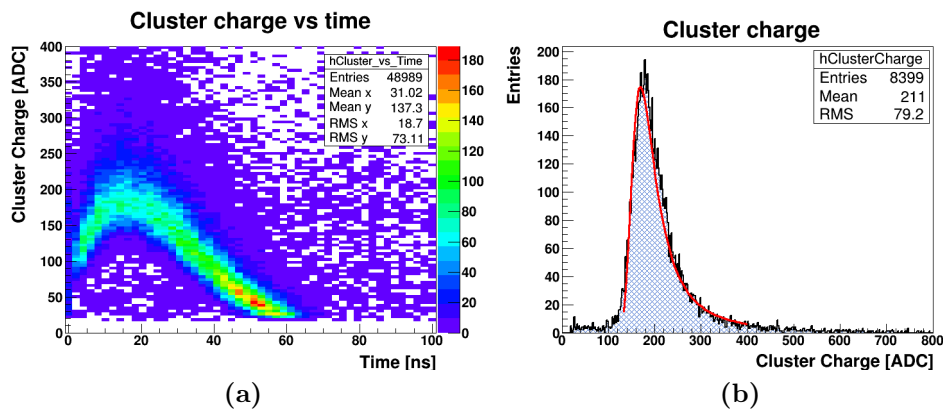 Cluster charge vs time
Cluster Charge [ADC]
400
350
300
250
200
150
100
50
0
hCluster_vs_Time
Entries 48989
Mean x 31.02
Mean y 137.3
RMS x 18.7
RMS y 73.11
180
160
140
120
100
80
60
40
20
0
0 20 40 60 80 100
Time [ns]
(a)
Cluster charge
Entries
200
180
160
140
120
100
80
60
40
20
0
hClusterCharge
Entries 8399
Mean 211
RMS 79.2
0 100 200 300 400 500 600 700 800
Cluster Charge [ADC]
(b)